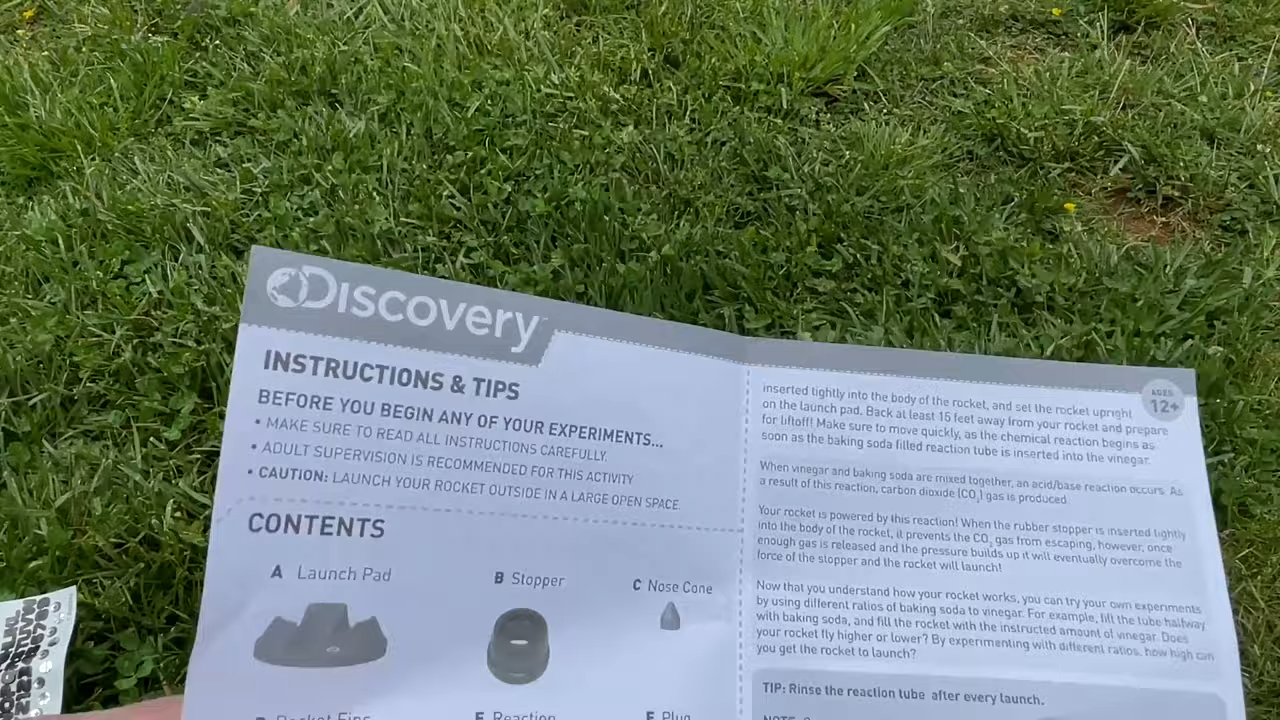 Discovery
INSTRUCTIONS & TIPS
BEFORE YOU BEGIN ANY OF YOUR EXPERIMENTS...
• MAKE SURE TO READ ALL INSTRUCTIONS CAREFULLY.
• ADULT SUPERVISION IS RECOMMENDED FOR THIS ACTIVITY
• CAUTION: LAUNCH YOUR ROCKET OUTSIDE IN A LARGE OPEN SPACE.
CONTENTS
A Launch Pad
B Stopper
C Nose Cone
D Rocket Fins
E Reaction
F Plug
AGES
12+
inserted tightly into the body of the rocket, and set the rocket upright
on the launch pad. Back at least 15 feet away from your rocket and prepare
for liftoff! Make sure to move quickly, as the chemical reaction begins as
soon as the baking soda filled reaction tube is inserted into the vinegar.
When vinegar and baking soda are mixed together, an acid/base reaction occurs. As
a result of this reaction, carbon dioxide (CO₂) gas is produced.
Your rocket is powered by this reaction! When the rubber stopper is inserted tightly
into the body of the rocket, it prevents the CO₂ gas from escaping, however, once
enough gas is released and the pressure builds up it will eventually overcome the
force of the stopper and the rocket will launch!
Now that you understand how your rocket works, you can try your own experiments
by using different ratios of baking soda to vinegar. For example, fill the tube halfway
with baking soda, and fill the rocket with the instructed amount of vinegar. Does
your rocket fly higher or lower? By experimenting with different ratios, how high can
you get the rocket to launch?
TIP: Rinse the reaction tube after every launch.
NOTE: